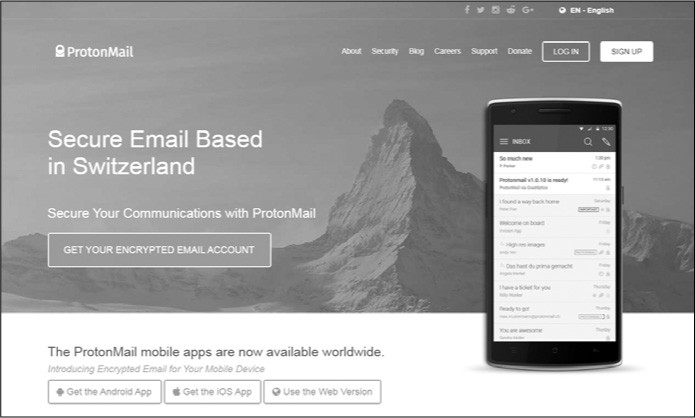 EN - English
ProtonMail
About Security Blog Careers Support Donate LOG IN SIGN UP
Secure Email Based
in Switzerland
Secure Your Communications with ProtonMail
GET YOUR ENCRYPTED EMAIL ACCOUNT
INBOX
So much new
Protonmail v1.0.10 is ready!
I found a way back home
Welcome on board
High res images
Das hast du prima gemacht
I have a ticket for you
Ready to go!
You are awesome
The ProtonMail mobile apps are now available worldwide.
Introducing Encrypted Email for Your Mobile Device
Get the Android App Get the iOS App Use the Web Version